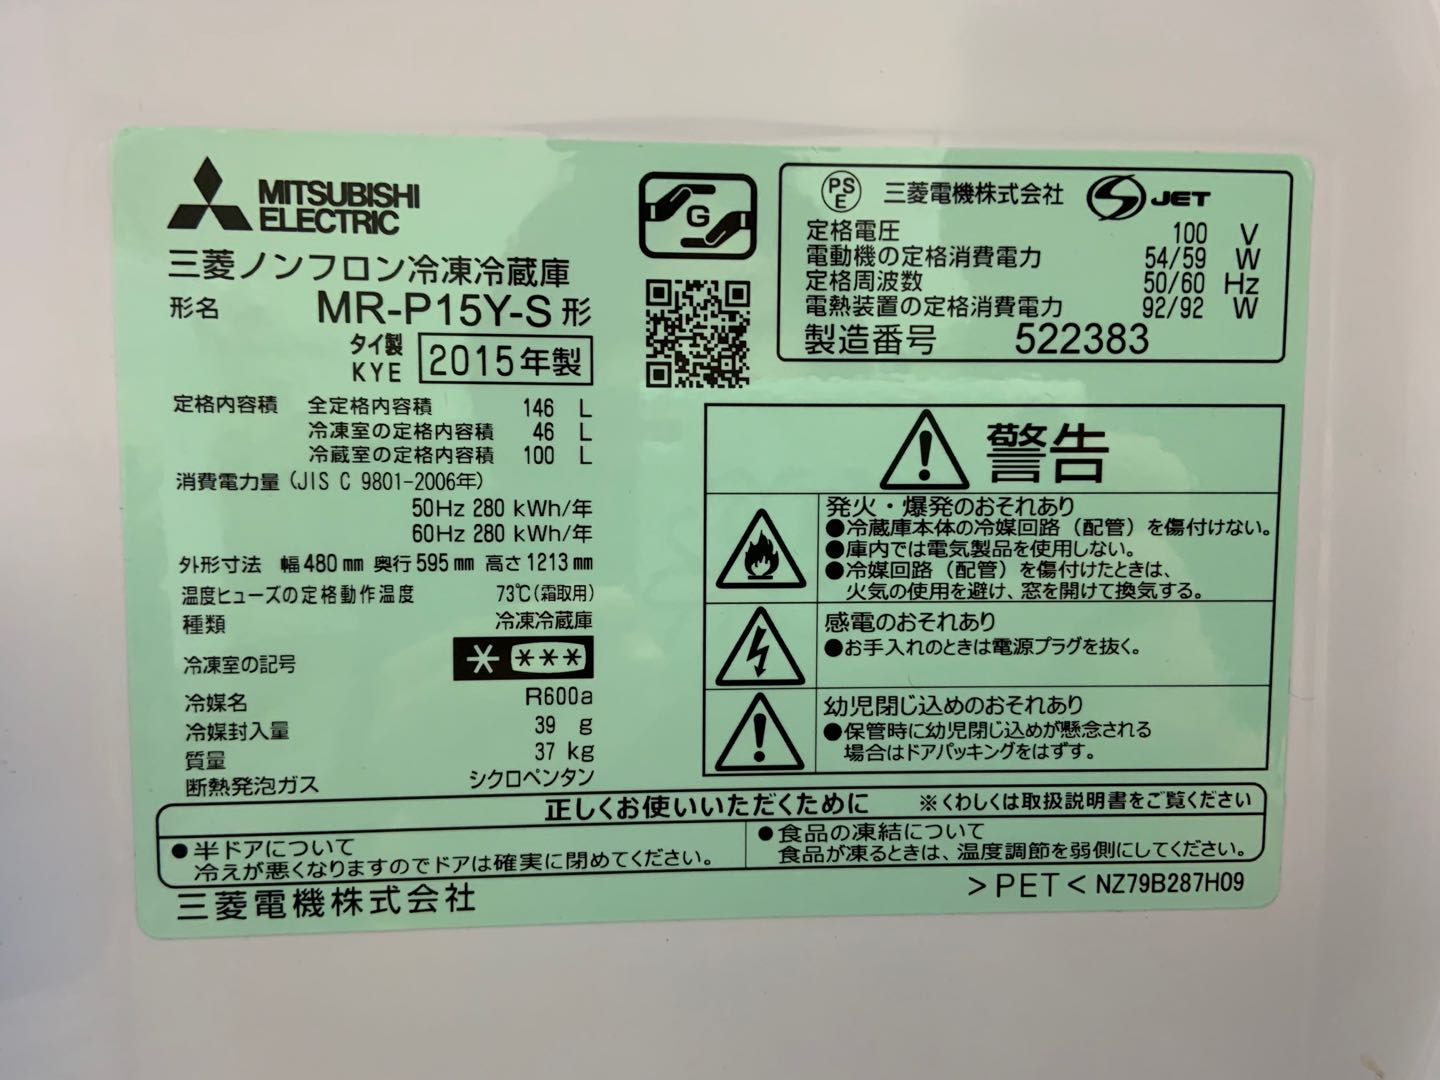 MITSUBISHI
ELECTRIC
三菱ノンフロン冷凍冷蔵庫
形名 MR-P15Y-S 形
タイ製
KYE
2015年製
定格内容積 全定格内容積 146 L
冷凍室の定格内容積 46 L
冷蔵室の定格内容積 100 L
消費電力量 (JIS C 9801-2006年)
50Hz 280 kWh/年
60Hz 280 kWh/年
外形寸法 幅480mm 奥行595mm 高さ1213mm
温度ヒューズの定格動作温度 73℃(霜取用)
種類 冷凍冷蔵庫
冷凍室の記号 * ***
冷媒名 R600a
冷媒封入量 39 g
質量 37 kg
断熱発泡ガス シクロペンタン
G
PS
E
三菱電機株式会社
S JET
定格電圧 100 V
電動機の定格消費電力 54/59 W
定格周波数 50/60 Hz
電熱装置の定格消費電力 92/92 W
製造番号 522383
警告
発火・爆発のおそれあり
●冷蔵庫本体の冷媒回路(配管)を傷付けない。
●庫内では電気製品を使用しない。
●冷媒回路(配管)を傷付けたときは、
火気の使用を避け、窓を開けて換気する。
感電のおそれあり
●お手入れのときは電源プラグを抜く。
幼児閉じ込めのおそれあり
●保管時に幼児閉じ込めが懸念される
場合はドアパッキングをはずす。
正しくお使いいただくために ※くわしくは取扱説明書をご覧ください
●半ドアについて
冷えが悪くなりますのでドアは確実に閉めてください。
●食品の凍結について
食品が凍るときは、温度調節を弱側にしてください。
三菱電機株式会社
>PET< NZ79B287H09